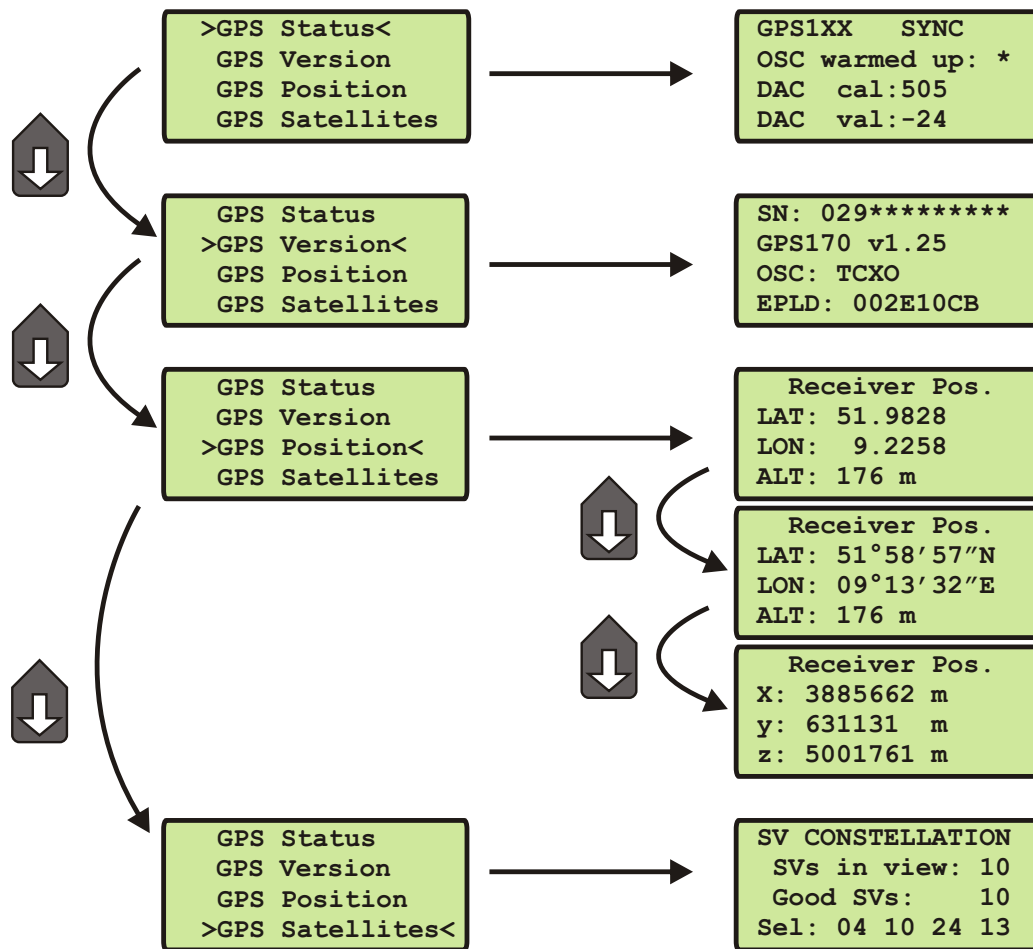 >GPS Status<
GPS Version
GPS Position
GPS Satellites
GPS1XX SYNC
OSC warmed up: *
DAC cal:505
DAC val:-24
GPS Status
>GPS Version<
GPS Position
GPS Satellites
SN: 029*********
GPS170 v1.25
OSC: TCXO
EPLD: 002E10CB
GPS Status
GPS Version
>GPS Position<
GPS Satellites
Receiver Pos.
LAT: 51.9828
LON: 9.2258
ALT: 176 m
Receiver Pos.
LAT: 51°58’57”N
LON: 09°13’32”E
ALT: 176 m
Receiver Pos.
X: 3885662 m
y: 631131 m
z: 5001761 m
GPS Status
GPS Version
GPS Position
>GPS Satellites<
SV CONSTELLATION
SVs in view: 10
Good SVs: 10
Sel: 04 10 24 13